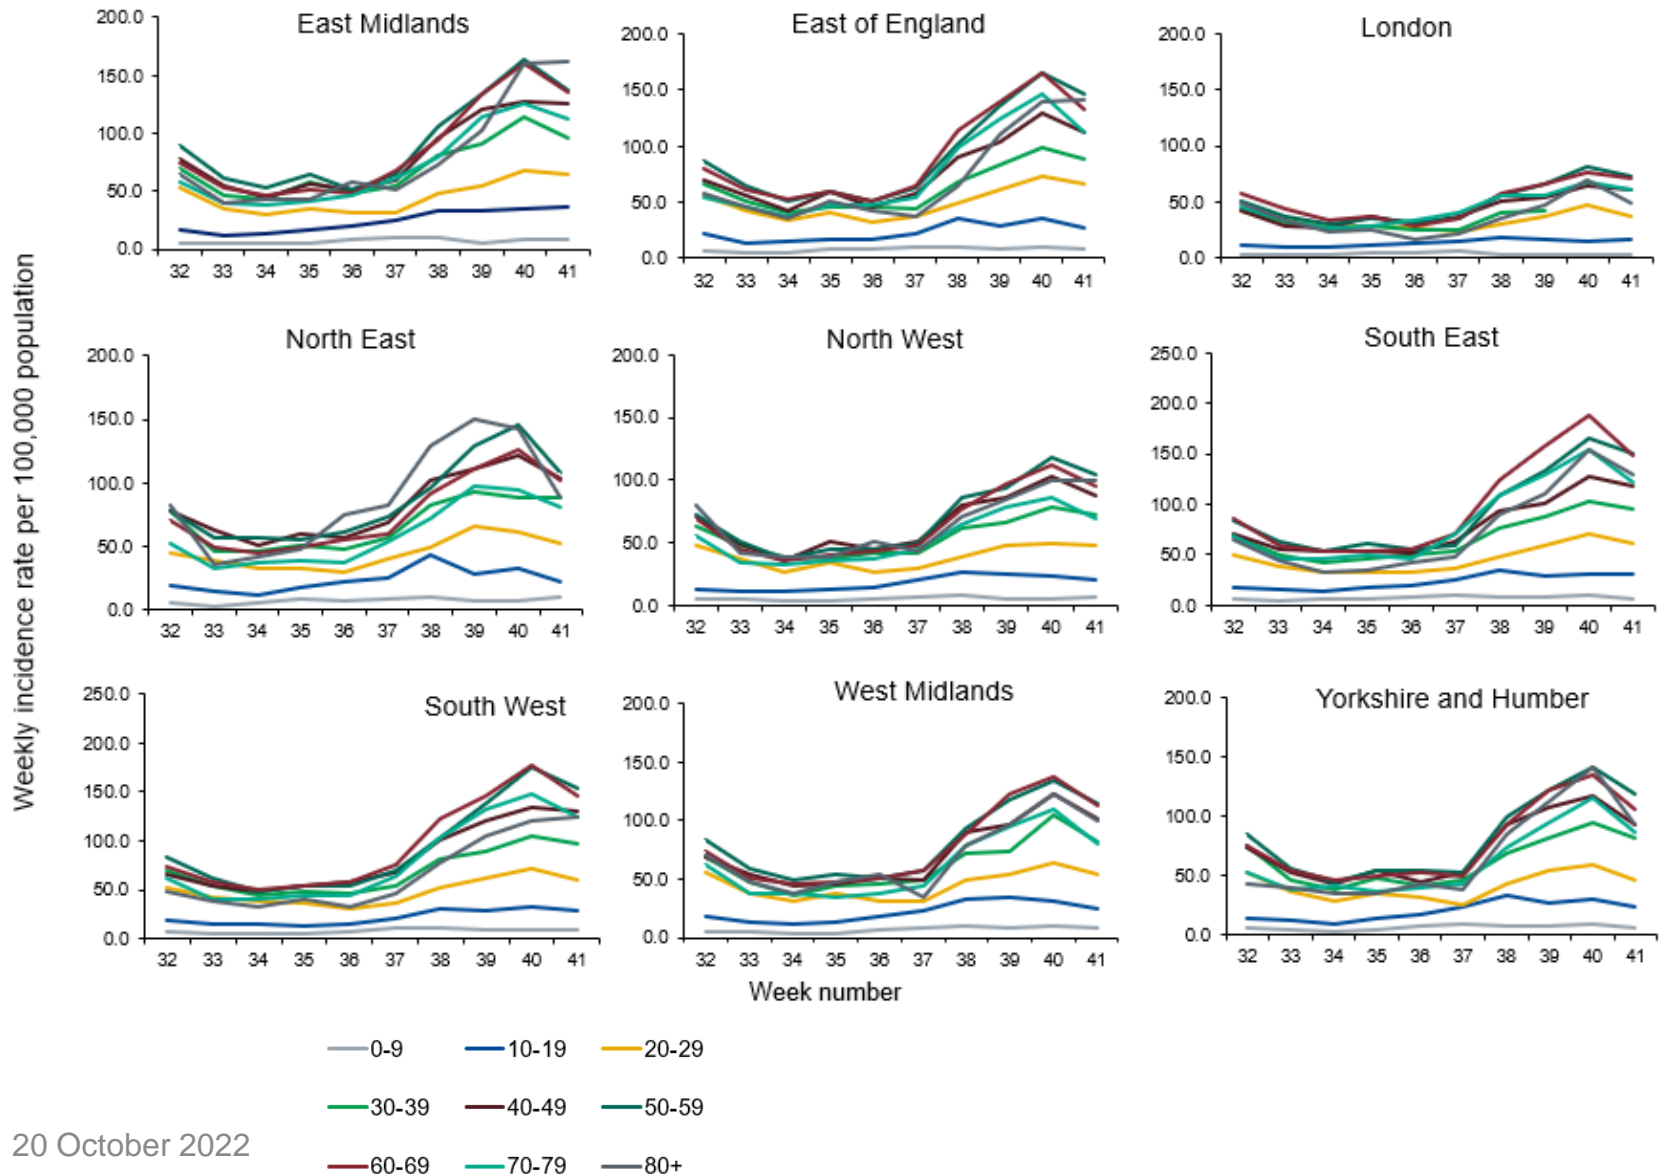 Weekly incidence rate per 100,000 population
East Midlands
200.0
150.0
100.0
50.0
0.0
32 33 34 35 36 37 38 39 40 41
East of England
200.0
150.0
100.0
50.0
0.0
32 33 34 35 36 37 38 39 40 41
London
200.0
150.0
100.0
50.0
0.0
32 33 34 35 36 37 38 39 40 41
North East
200.0
150.0
100.0
50.0
0.0
32 33 34 35 36 37 38 39 40 41
North West
200.0
150.0
100.0
50.0
0.0
32 33 34 35 36 37 38 39 40 41
South East
250.0
200.0
150.0
100.0
50.0
0.0
32 33 34 35 36 37 38 39 40 41
South West
250.0
200.0
150.0
100.0
50.0
0.0
32 33 34 35 36 37 38 39 40 41
West Midlands
200.0
150.0
100.0
50.0
0.0
32 33 34 35 36 37 38 39 40 41
Yorkshire and Humber
200.0
150.0
100.0
50.0
0.0
32 33 34 35 36 37 38 39 40 41
Week number
0-9 10-19 20-29
30-39 40-49 50-59
60-69 70-79 80+
20 October 2022